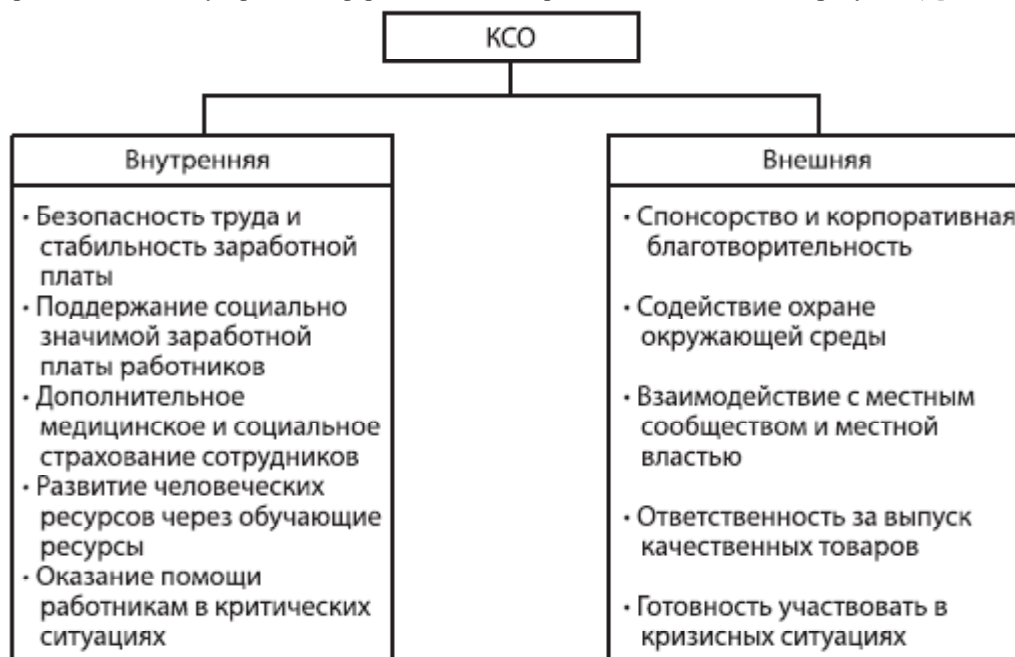 КСО
Внутренняя
· Безопасность труда и
стабильность заработной
платы
· Поддержание социально
значимой заработной
платы работников
· Дополнительное
медицинское и социальное
страхование сотрудников
· Развитие человеческих
ресурсов через обучающие
ресурсы
· Оказание помощи
работникам в критических
ситуациях
Внешняя
· Спонсорство и корпоративная
благотворительность
· Содействие охране
окружающей среды
· Взаимодействие с местным
сообществом и местной
властью
· Ответственность за выпуск
качественных товаров
· Готовность участвовать в
кризисных ситуациях